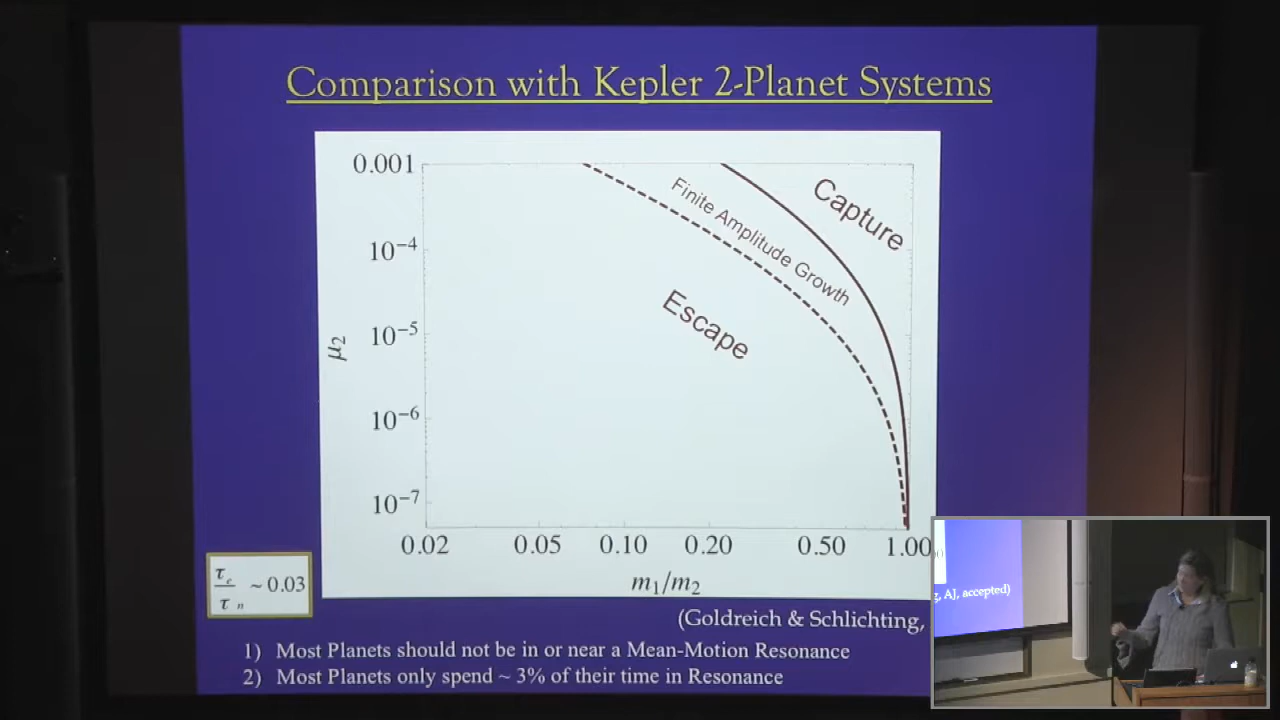 Comparison with Kepler 2-Planet Systems
0.001
10⁻⁴
10⁻⁵
10⁻⁶
10⁻⁷
μ₂
Capture
Finite Amplitude Growth
Escape
0.02 0.05 0.10 0.20 0.50 1.00
m₁/m₂
τₑ/τₙ ~ 0.03
(Goldreich & Schlichting,
g, AJ, accepted)
1) Most Planets should not be in or near a Mean-Motion Resonance
2) Most Planets only spend ~ 3% of their time in Resonance